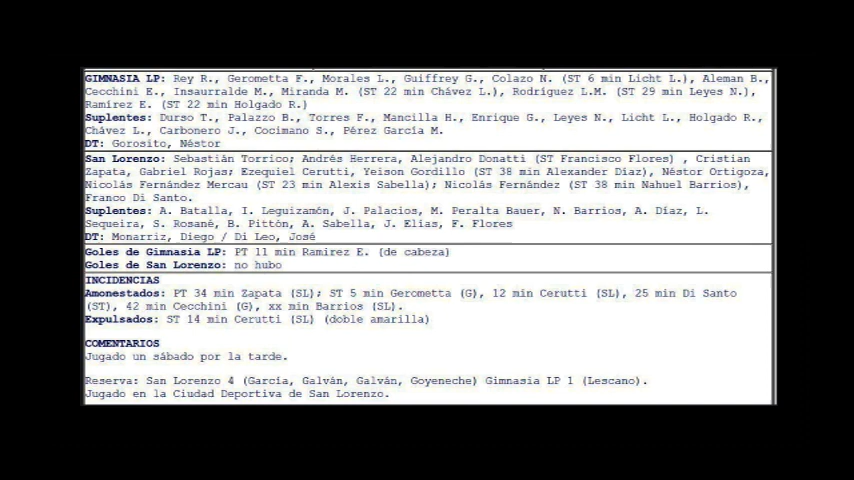 GIMNASIA LP: Rey R., Gerometta F., Morales L., Guiffrey G., Colazo N. (ST 6 min Licht L.), Aleman B.,
Cecchini E., Insaurralde M., Miranda M. (ST 22 min Chávez L.), Rodríguez L.M. (ST 29 min Leyes N.),
Ramírez E. (ST 22 min Holgado R.)
Suplentes: Durso T., Palazzo B., Torres F., Mancilla H., Enrique G., Leyes N., Licht L., Holgado R.,
Chávez L., Carbonero J., Cocimano S., Pérez García M.
DT: Gorosito, Néstor
San Lorenzo: Sebastián Torrico; Andrés Herrera, Alejandro Donatti (ST Francisco Flores) , Cristian
Zapata, Gabriel Rojas; Ezequiel Cerutti, Yeison Gordillo (ST 38 min Alexander Díaz), Néstor Ortigoza,
Nicolás Fernández Mercau (ST 23 min Alexis Sabella); Nicolás Fernández (ST 38 min Nahuel Barrios),
Franco Di Santo.
Suplentes: A. Batalla, I. Leguizamón, J. Palacios, M. Peralta Bauer, N. Barrios, A. Díaz, L.
Sequeira, S. Rosané, B. Pittón, A. Sabella, J. Elías, F. Flores
DT: Monarriz, Diego / Di Leo, José
Goles de Gimnasia LP: PT 11 min Ramirez E. (de cabeza)
Goles de San Lorenzo: no hubo
INCIDENCIAS
Amonestados: PT 34 min Zapata (SL); ST 5 min Gerometta (G), 12 min Cerutti (SL), 25 min Di Santo
(ST), 42 min Cecchini (G), xx min Barrios (SL).
Expulsados: ST 14 min Cerutti (SL) (doble amarilla)
COMENTARIOS
Jugado un sábado por la tarde.
Reserva: San Lorenzo 4 (García, Galván, Galván, Goyeneche) Gimnasia LP 1 (Lescano).
Jugado en la Ciudad Deportiva de San Lorenzo.